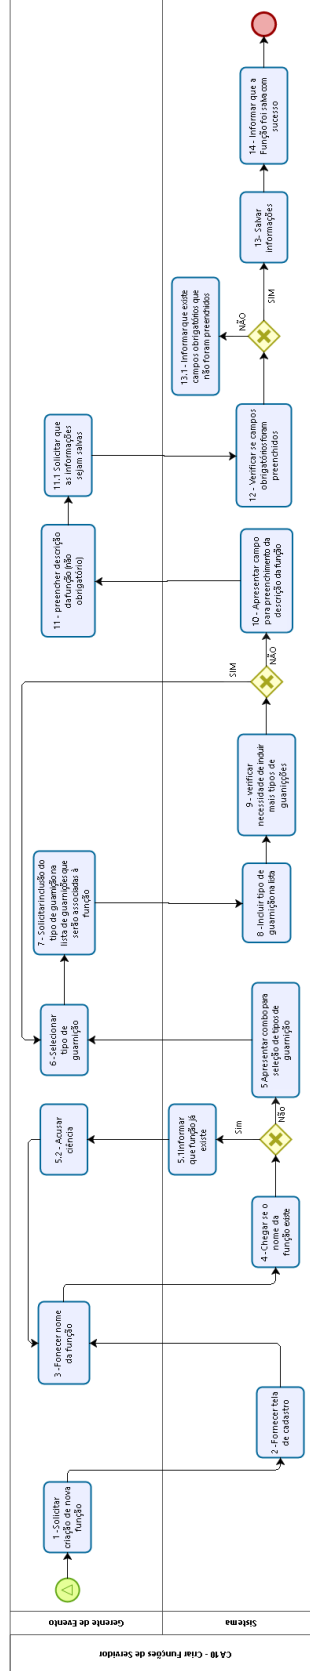 CA10 - Criar Funções de Servidor
Gerente de Evento
Sistema
1 -Solicitar
criação de nova
função
2 -Fornecer tela
de cadastro
3 -Fonecer nome
da função
4 -Chegar se o
nome da
função existe
Sim
Não
5.1Informar
que função já
existe
5.2 - Acusar
ciência
5 Apresentar combo para
seleção de tipos de
guarnição
6 -Selecionar
tipo de
guarnição
7 - Solicitar inclusão do
tipo de guarnição na
lista de guarnições que
serão associadas à
função
8 -Incluir tipo de
guarnição na lista
9 - verificar
necessidade de incluir
mais tipos de
guanicções
SIM
NÃO
10 - Apresentar campo
para preenchimento da
descrição da função
11 - preencher descrição
da função (não
obrigatório)
11.1 Solicitar que
as informações
sejam salvas
12 - Verificar se campos
obrigatórios foram
preenchidos
NÃO
SIM
13.1 - Informar que existe
campos obrigatórios que
não foram preenchidos
13- Salvar
informações
14 - Informar que a
Função foi salva com
sucesso